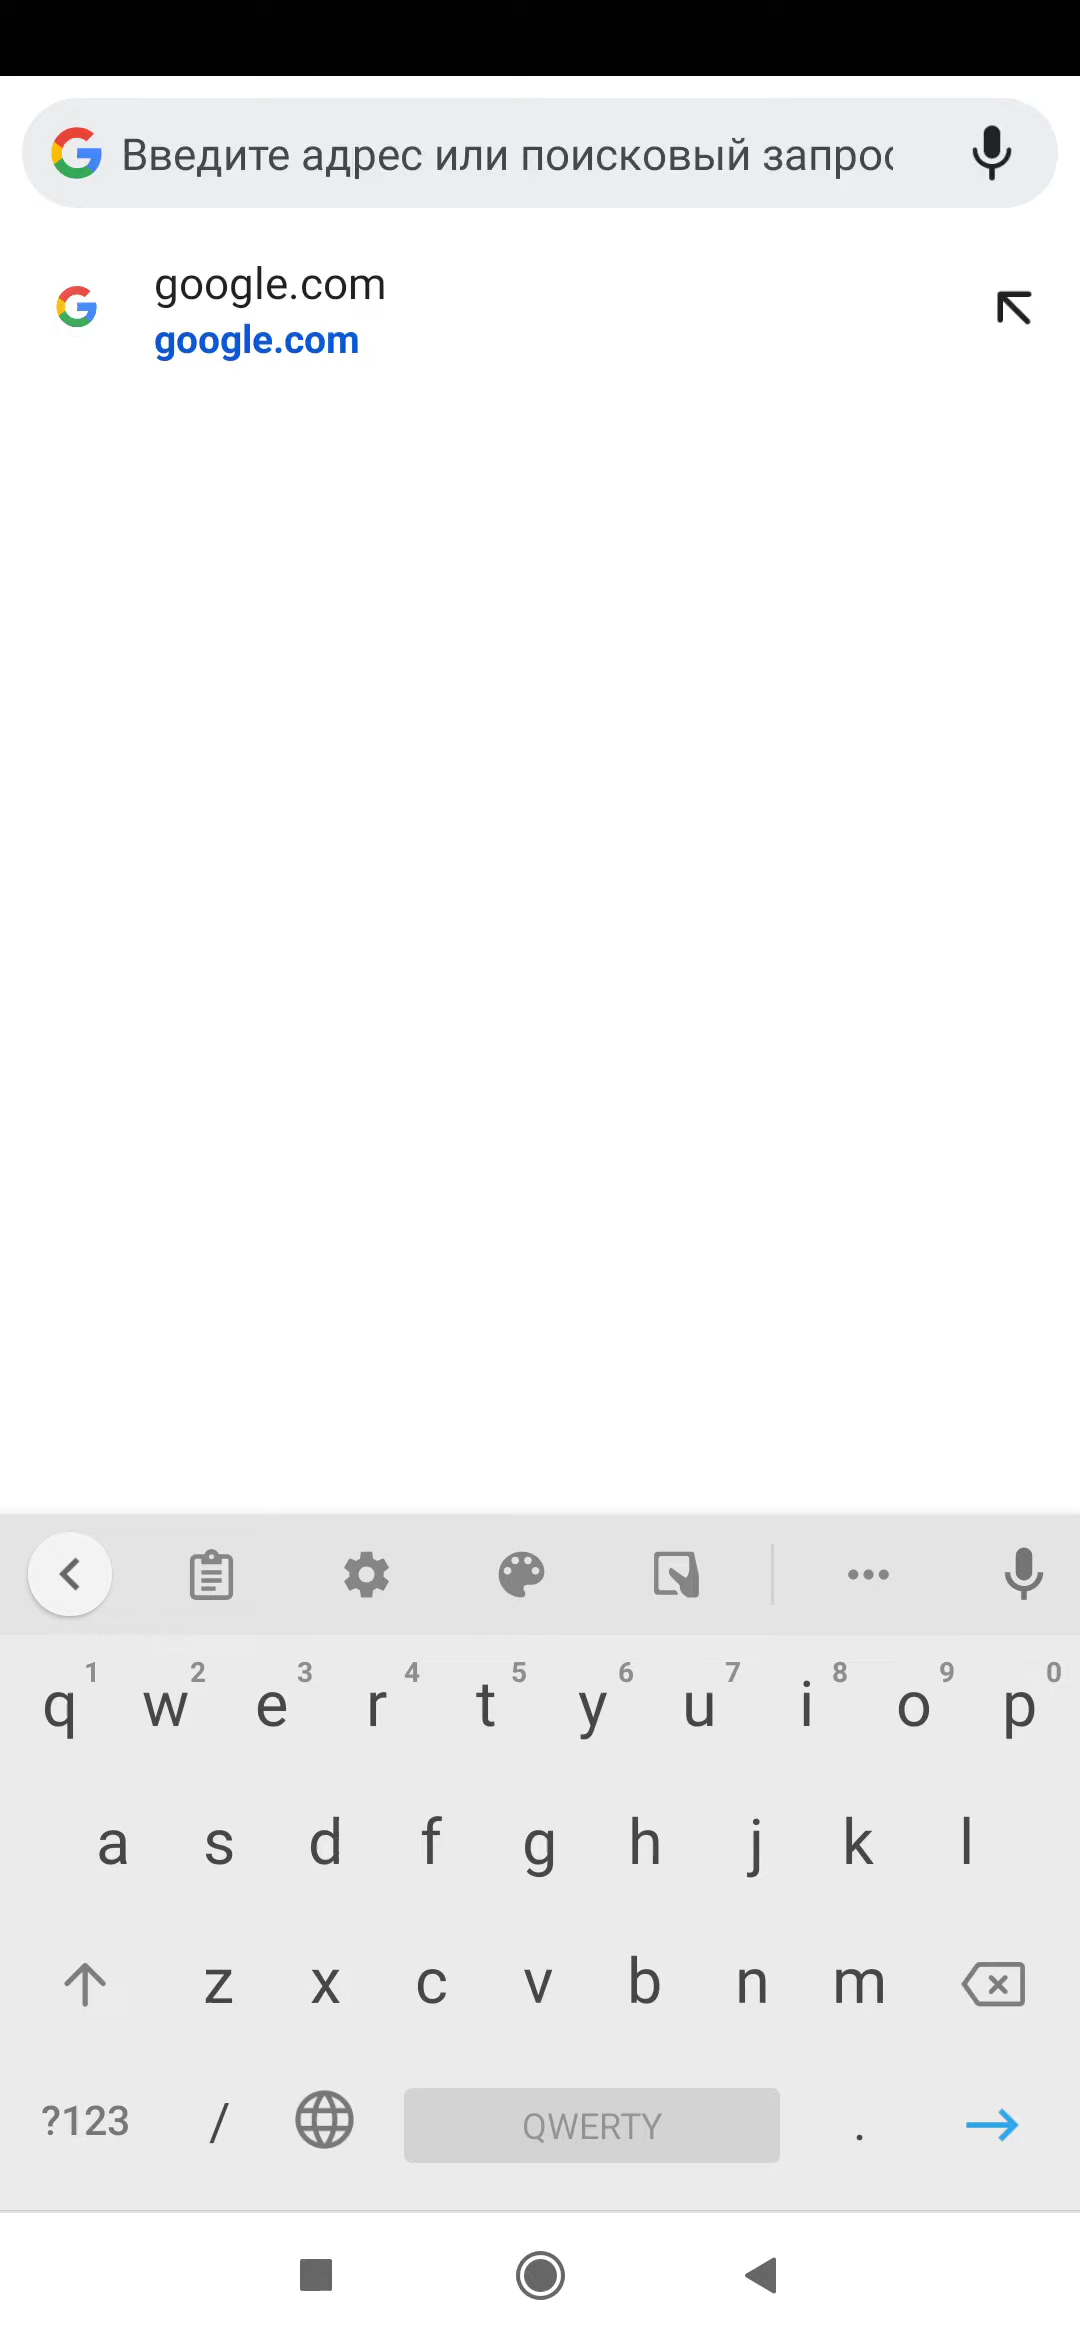 Введите адрес или поисковый запрос
google.com
google.com
1 2 3 4 5 6 7 8 9 0
q w e r t y u i o p
a s d f g h j k l
z x c v b n m
?123 / QWERTY .